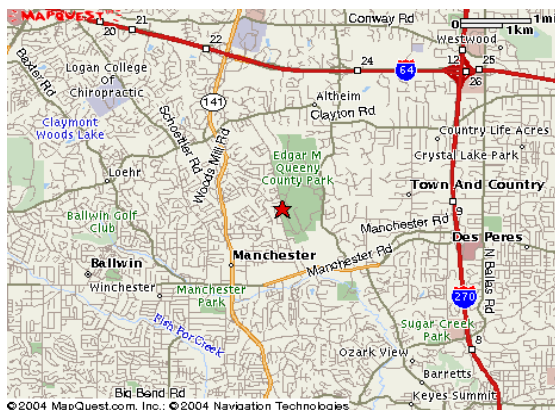 MAPQUEST
20
21
22
Conway Rd
0
1mi
1km
Westwood
Baxter Rd
Logan College
Of
Chiropractic
24
64
12
25
26
141
Altheim
Clayton Rd
Claymont
Woods Lake
Schoettler Rd
Woods Mill Rd
Country Life Acres
Edgar M
Queeny
County Park
Crystal Lake Park
Loehr
Town And Country
9
Ballwin Golf
Club
Manchester Rd
Des Peres
Manchester
Manchester Rd
N Ballas Rd
Ballwin
Winchester
Manchester
Park
270
Fish Pot Creek
Sugar Creek
Park
8
Ozark View
Barretts
Big Bend Rd
Keyes Summit
©2004 MapQuest.com, Inc.; ©2004 Navigation Technologies